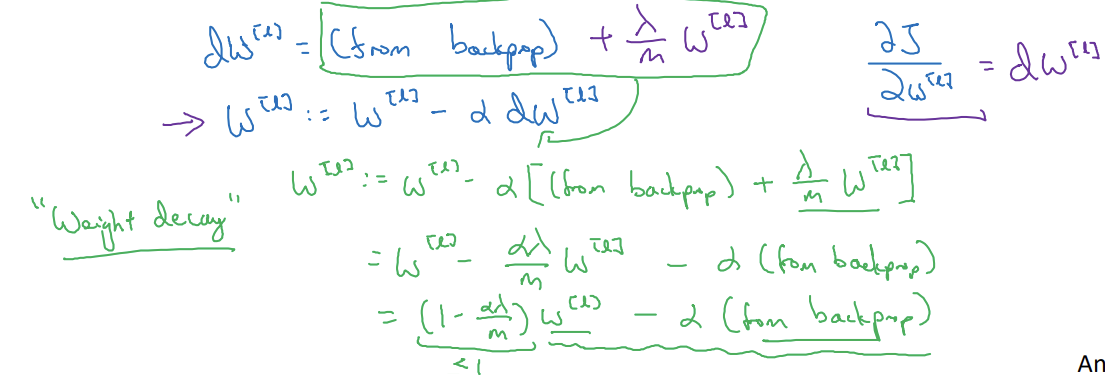 dW^[l] = (from backprop) + λ/m W^[l]
∂J/∂W^[l] = dW^[l]
→ W^[l] := W^[l] - α dW^[l]
W^[l] := W^[l] - α [(from backprop) + λ/m W^[l]]
"Weight decay"
= W^[l] - αλ/m W^[l] - α (from backprop)
= (1 - αλ/m) W^[l] - α (from backprop)
< 1
An